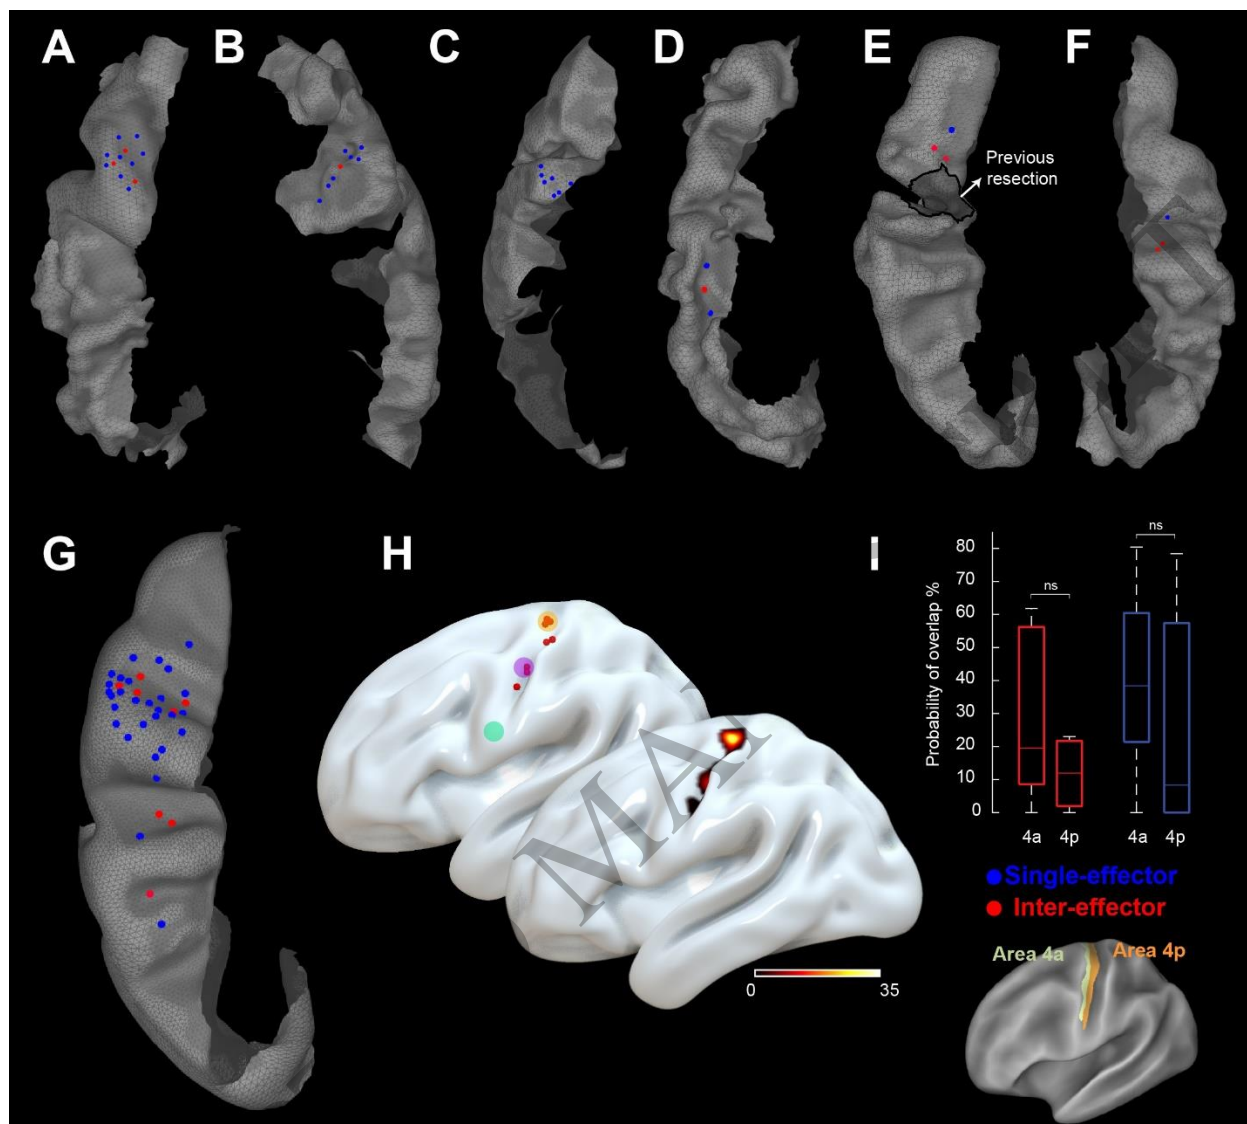 A
B
C
D
E
F
Previous
resection
G
H
I
ns
ns
80
70
60
50
40
30
20
10
0
Probability of overlap %
4a
4p
4a
4p
Single-effector
Inter-effector
Area 4a
Area 4p
0
35
MA